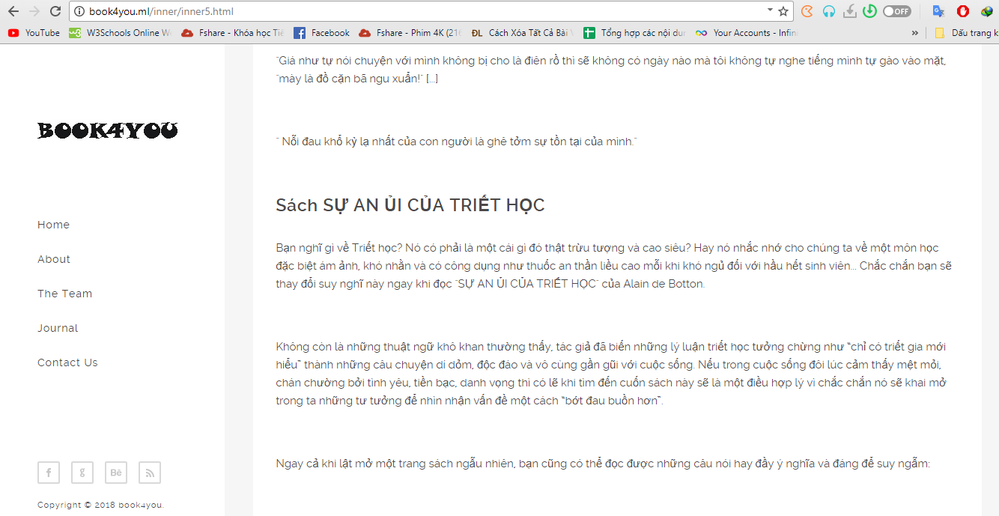 book4you.ml/inner/inner5.html
OFF
YouTube W3Schools Online W Fshare - Khóa học Tiế Facebook Fshare - Phim 4K (216 ĐL Cách Xóa Tất Cả Bài V Tổng hợp các nội dun Your Accounts - Infini » Dấu trang k
"Giá như tự nói chuyện với mình không bị cho là điên rồ thì sẽ không có ngày nào mà tôi không tự nghe tiếng mình tự gào vào mặt,
"mày là đồ cặn bã ngu xuẩn!" [...]
" Nỗi đau khổ kỳ lạ nhất của con người là ghê tởm sự tồn tại của mình."
Sách SỰ AN ỦI CỦA TRIẾT HỌC
Bạn nghĩ gì về Triết học? Nó có phải là một cái gì đó thật trừu tượng và cao siêu? Hay nó nhắc nhớ cho chúng ta về một môn học
đặc biệt ám ảnh, khó nhằn và có công dụng như thuốc an thần liều cao mỗi khi khó ngủ đối với hầu hết sinh viên... Chắc chắn bạn sẽ
thay đổi suy nghĩ này ngay khi đọc "SỰ AN ỦI CỦA TRIẾT HỌC" của Alain de Botton.
Không còn là những thuật ngữ khô khan thường thấy, tác giả đã biến những lý luận triết học tưởng chừng như “chỉ có triết gia mới
hiểu” thành những câu chuyện dí dỏm, độc đáo và vô cùng gần gũi với cuộc sống. Nếu trong cuộc sống đôi lúc cảm thấy mệt mỏi,
chán chường bởi tình yêu, tiền bạc, danh vọng thì có lẽ khi tìm đến cuốn sách này sẽ là một điều hợp lý vì chắc chắn nó sẽ khai mở
trong ta những tư tưởng để nhìn nhận vấn đề một cách “bớt đau buồn hơn”.
Ngay cả khi lật mở một trang sách ngẫu nhiên, bạn cũng có thể đọc được những câu nói hay đầy ý nghĩa và đáng để suy ngẫm:
BOOK4YOU
Home
About
The Team
Journal
Contact Us
f g Bē
Copyright © 2018 book4you.